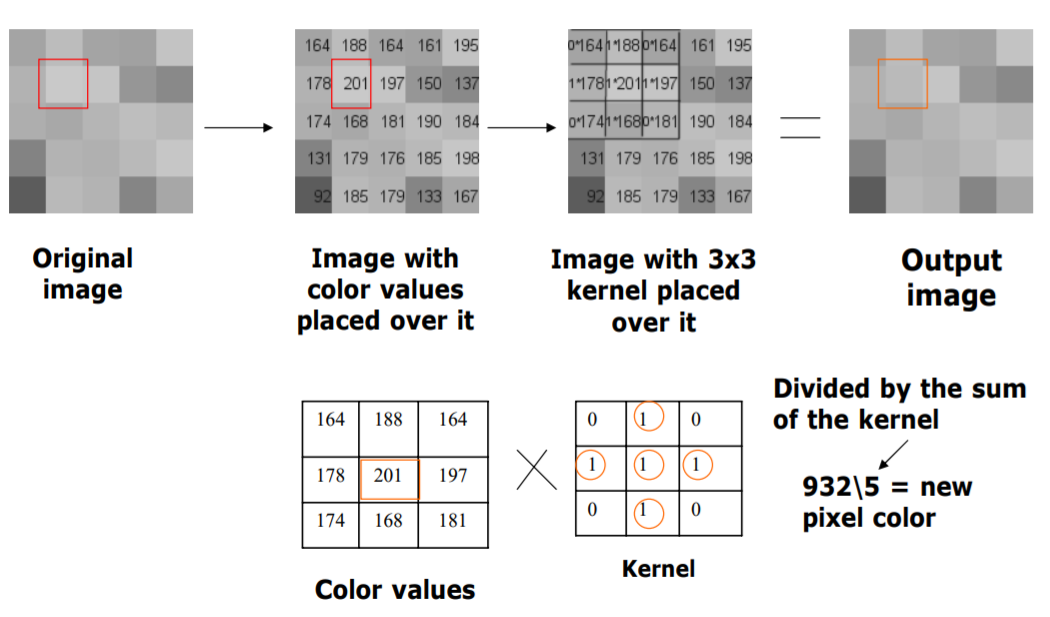 164 188 164 161 195
178 201 197 150 137
174 168 181 190 184
131 179 176 185 198
92 185 179 133 167
0*164 1*188 0*164 161 195
1*178 1*201 1*197 150 137
0*174 1*168 0*181 190 184
131 179 176 185 198
92 185 179 133 167
Original
image
Image with
color values
placed over it
Image with 3x3
kernel placed
over it
Output
image
164 188 164
178 201 197
174 168 181
Color values
0 1 0
1 1 1
0 1 0
Kernel
Divided by the sum
of the kernel
932\5 = new
pixel color